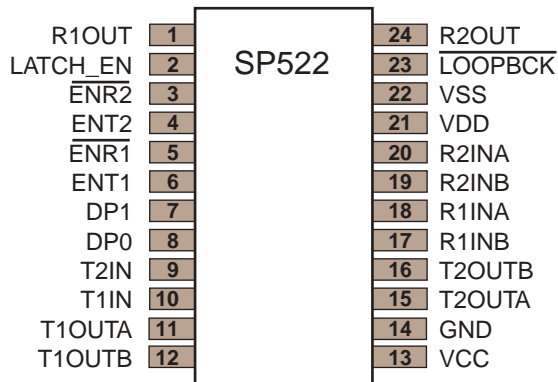 R1OUT 1 SP522 24 R2OUT
LATCH_EN 2 23 LOOPBCK
ENR2 3 22 VSS
ENT2 4 21 VDD
ENR1 5 20 R2INA
ENT1 6 19 R2INB
DP1 7 18 R1INA
DP0 8 17 R1INB
T2IN 9 16 T2OUTB
T1IN 10 15 T2OUTA
T1OUTA 11 14 GND
T1OUTB 12 13 VCC